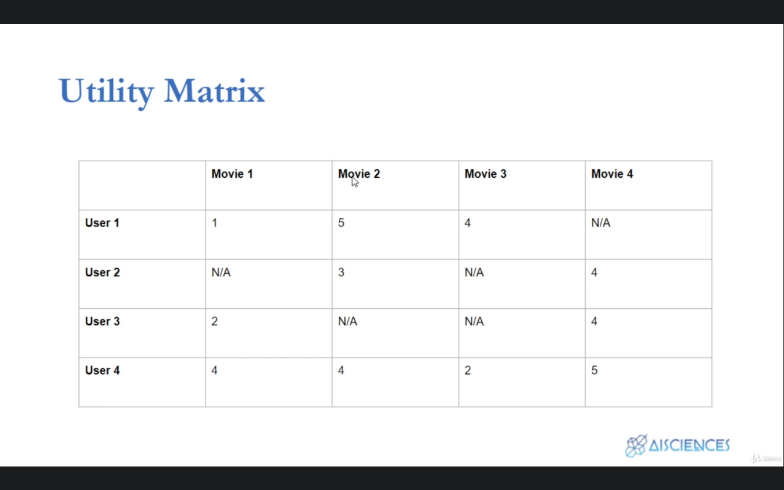 Utility Matrix
Movie 1 Movie 2 Movie 3 Movie 4
User 1 1 5 4 N/A
User 2 N/A 3 N/A 4
User 3 2 N/A N/A 4
User 4 4 4 2 5
AISCIENCES